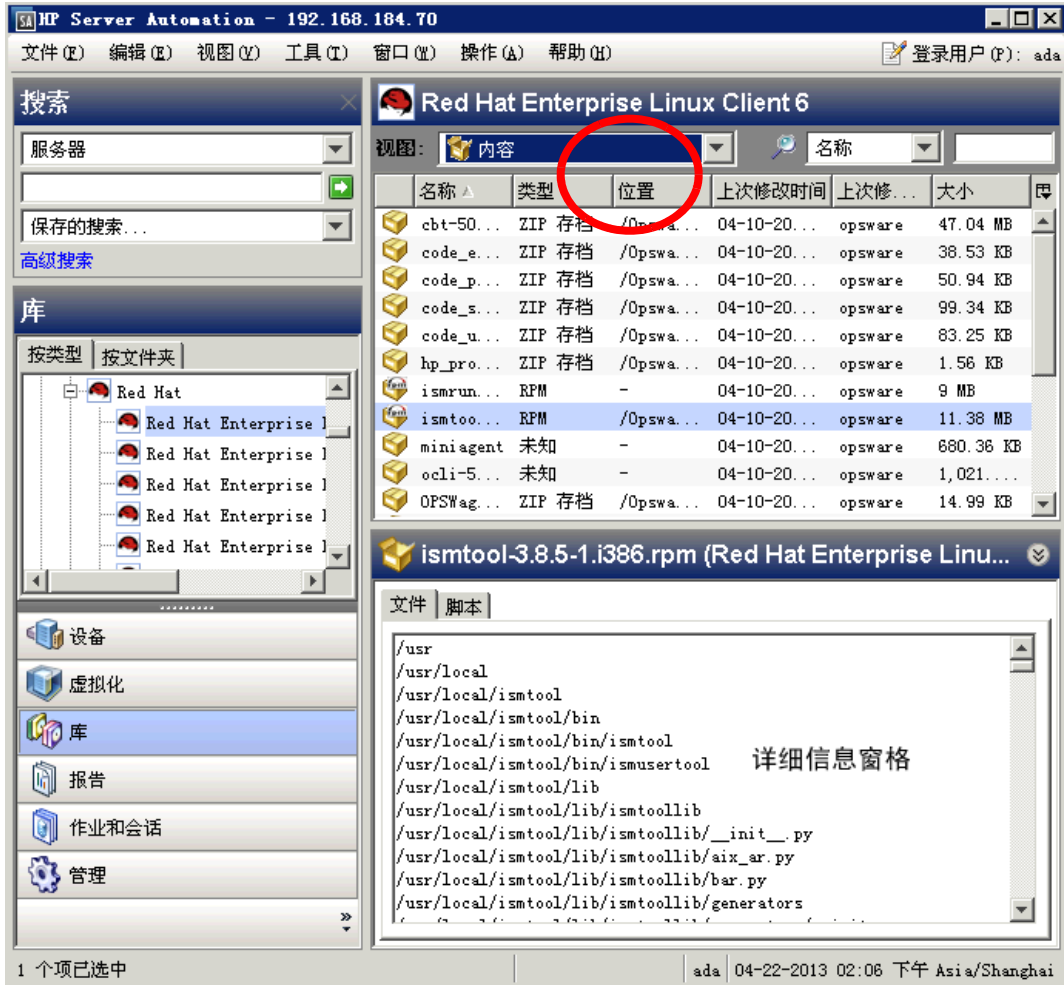 HP Server Automation - 192.168.184.70
文件(F) 编辑(E) 视图(V) 工具(T) 窗口(W) 操作(A) 帮助(H) 登录用户(P): ada
搜索
服务器
保存的搜索...
高级搜索
库
按类型 按文件夹
Red Hat
Red Hat Enterprise
Red Hat Enterprise
Red Hat Enterprise
Red Hat Enterprise
Red Hat Enterprise
设备
虚拟化
库
报告
作业和会话
管理
Red Hat Enterprise Linux Client 6
视图: 内容 名称
名称 类型 位置 上次修改时间 上次修... 大小
cbt-50... ZIP 存档 /Opswa... 04-10-20... opsware 47.04 MB
code_e... ZIP 存档 /Opswa... 04-10-20... opsware 38.53 KB
code_p... ZIP 存档 /Opswa... 04-10-20... opsware 50.94 KB
code_s... ZIP 存档 /Opswa... 04-10-20... opsware 99.34 KB
code_u... ZIP 存档 /Opswa... 04-10-20... opsware 83.25 KB
hp_pro... ZIP 存档 /Opswa... 04-10-20... opsware 1.56 KB
ismrun... RPM - 04-10-20... opsware 9 MB
ismtoo... RPM /Opswa... 04-10-20... opsware 11.38 MB
miniagent 未知 - 04-10-20... opsware 680.36 KB
ocli-5... 未知 - 04-10-20... opsware 1,021....
OPSWag... ZIP 存档 /Opswa... 04-10-20... opsware 14.99 KB
ismtool-3.8.5-1.i386.rpm (Red Hat Enterprise Linu...
文件 脚本
/usr
/usr/local
/usr/local/ismtool
/usr/local/ismtool/bin
/usr/local/ismtool/bin/ismtool
/usr/local/ismtool/bin/ismusertool
详细信息窗格
/usr/local/ismtool/lib
/usr/local/ismtool/lib/ismtoollib
/usr/local/ismtool/lib/ismtoollib/__init__.py
/usr/local/ismtool/lib/ismtoollib/aix_ar.py
/usr/local/ismtool/lib/ismtoollib/bar.py
/usr/local/ismtool/lib/ismtoollib/generators
1 个项已选中 ada 04-22-2013 02:06 下午 Asia/Shanghai